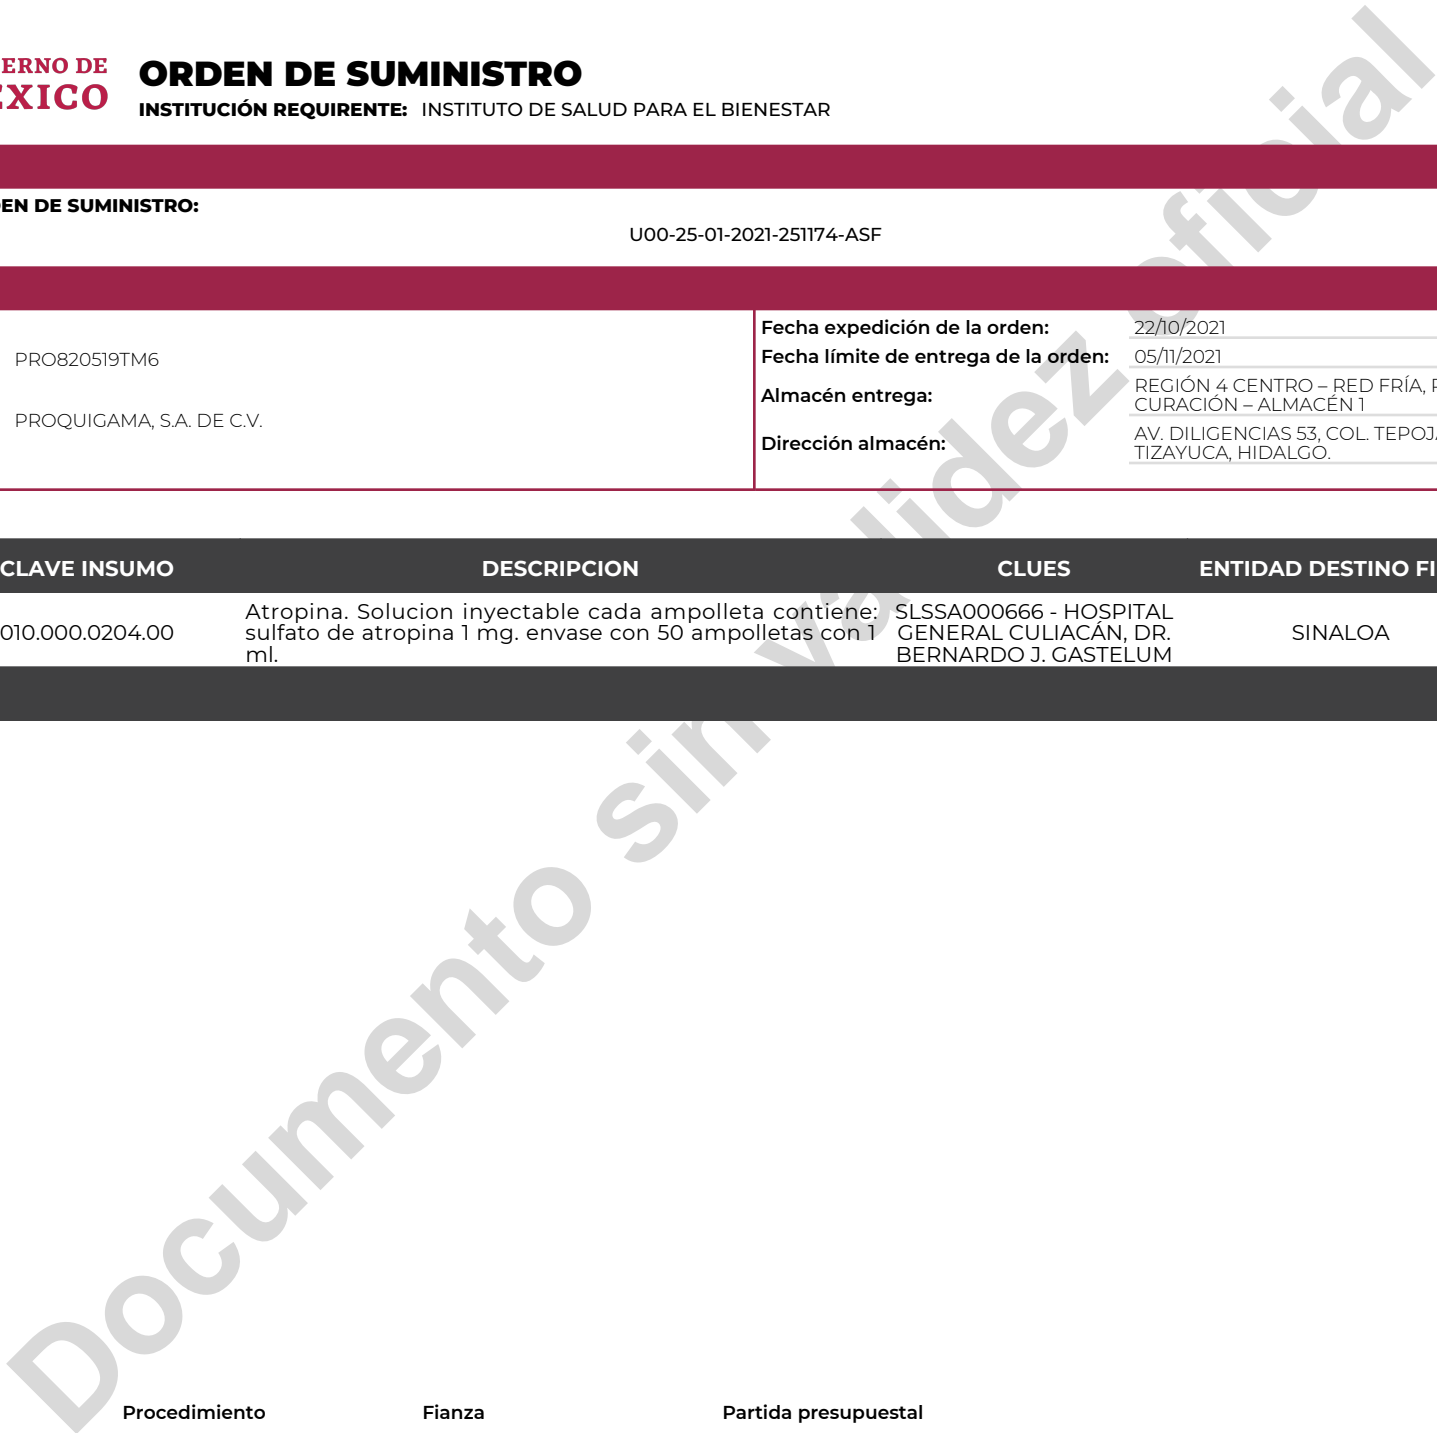 ERNO DE
EXICO
ORDEN DE SUMINISTRO
INSTITUCIÓN REQUIRENTE: INSTITUTO DE SALUD PARA EL BIENESTAR
EN DE SUMINISTRO:
U00-25-01-2021-251174-ASF
PRO820519TM6
PROQUIGAMA, S.A. DE C.V.
Fecha expedición de la orden: 22/10/2021
Fecha límite de entrega de la orden: 05/11/2021
Almacén entrega: REGIÓN 4 CENTRO – RED FRÍA,
CURACIÓN – ALMACÉN 1
Dirección almacén: AV. DILIGENCIAS 53, COL. TEPOJ
TIZAYUCA, HIDALGO.
CLAVE INSUMO DESCRIPCION CLUES ENTIDAD DESTINO FI
010.000.0204.00
Atropina. Solucion inyectable cada ampolleta contiene:
sulfato de atropina 1 mg. envase con 50 ampolletas con 1
ml.
SLSSA000666 - HOSPITAL
GENERAL CULIACÁN, DR.
BERNARDO J. GASTELUM
SINALOA
Documento sin validez oficial
Procedimiento Fianza Partida presupuestal